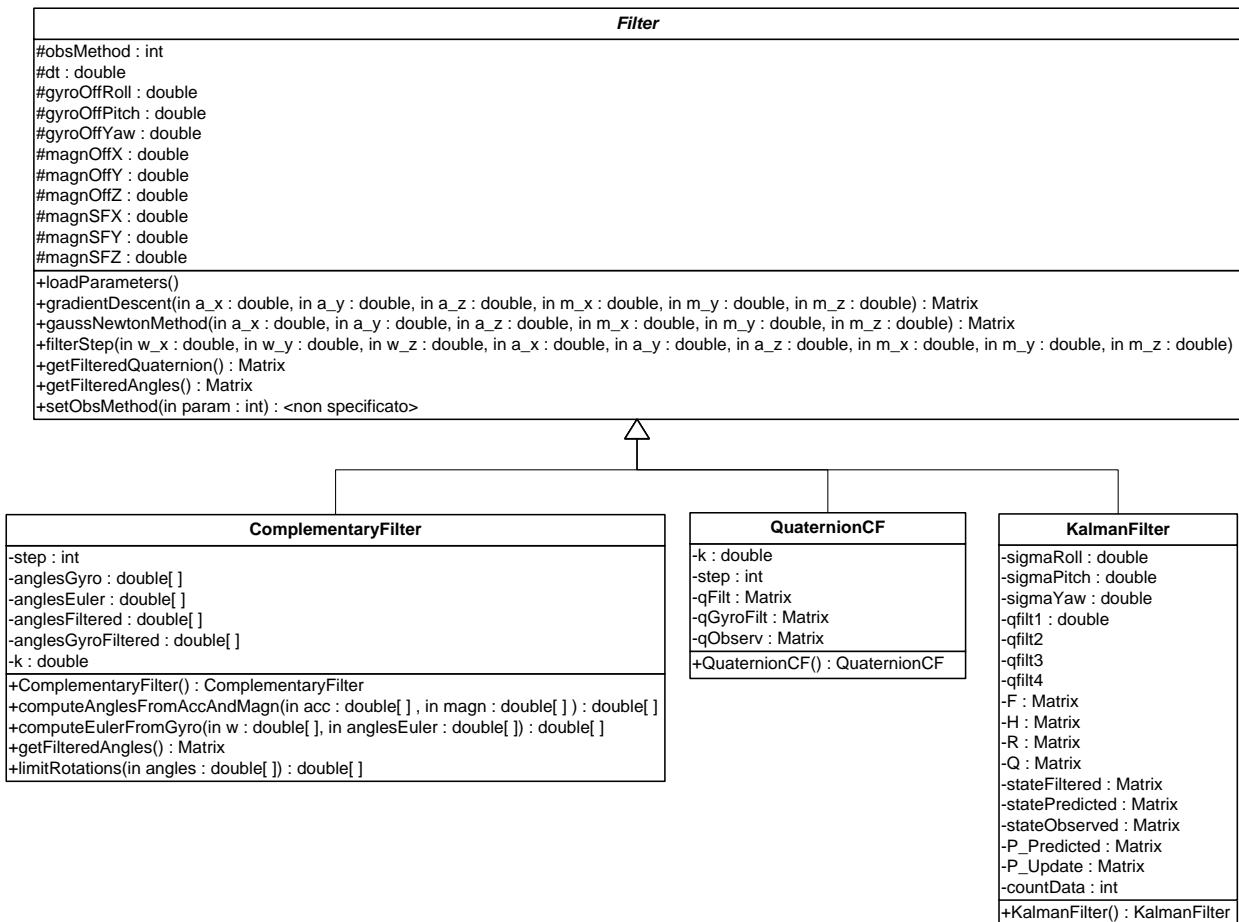 Filter
#obsMethod : int
#dt : double
#gyroOffRoll : double
#gyroOffPitch : double
#gyroOffYaw : double
#magnOffX : double
#magnOffY : double
#magnOffZ : double
#magnSFX : double
#magnSFY : double
#magnSFZ : double
+loadParameters()
+gradientDescent(in a_x : double, in a_y : double, in a_z : double, in m_x : double, in m_y : double, in m_z : double) : Matrix
+gaussNewtonMethod(in a_x : double, in a_y : double, in a_z : double, in m_x : double, in m_y : double, in m_z : double) : Matrix
+filterStep(in w_x : double, in w_y : double, in w_z : double, in a_x : double, in a_y : double, in a_z : double, in m_x : double, in m_y : double, in m_z : double)
+getFilteredQuaternion() : Matrix
+getFilteredAngles() : Matrix
+setObsMethod(in param : int) : <non specificato>
ComplementaryFilter
-step : int
-anglesGyro : double[ ]
-anglesEuler : double[ ]
-anglesFiltered : double[ ]
-anglesGyroFiltered : double[ ]
-k : double
+ComplementaryFilter() : ComplementaryFilter
+computeAnglesFromAccAndMagn(in acc : double[ ] , in magn : double[ ] ) : double[ ]
+computeEulerFromGyro(in w : double[ ], in anglesEuler : double[ ]) : double[ ]
+getFilteredAngles() : Matrix
+limitRotations(in angles : double[ ]) : double[ ]
QuaternionCF
-k : double
-step : int
-qFilt : Matrix
-qGyroFilt : Matrix
-qObserv : Matrix
+QuaternionCF() : QuaternionCF
KalmanFilter
-sigmaRoll : double
-sigmaPitch : double
-sigmaYaw : double
-qfilt1 : double
-qfilt2
-qfilt3
-qfilt4
-F : Matrix
-H : Matrix
-R : Matrix
-Q : Matrix
-stateFiltered : Matrix
-statePredicted : Matrix
-stateObserved : Matrix
-P_Predicted : Matrix
-P_Update : Matrix
-countData : int
+KalmanFilter() : KalmanFilter